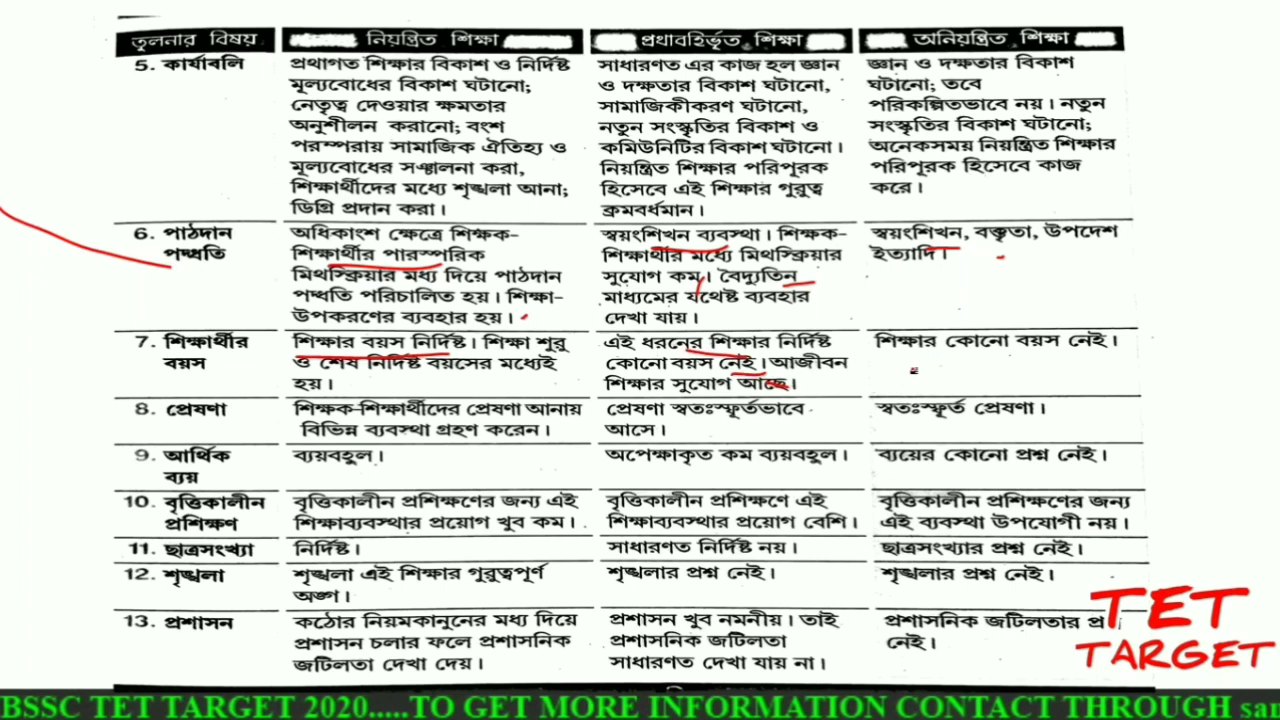 তুলনার বিষয় নিয়ন্ত্রিত শিক্ষা প্রথাবহির্ভূত শিক্ষা অনিয়ন্ত্রিত শিক্ষা
5. কার্যাবলি
প্রথাগত শিক্ষার বিকাশ ও নির্দিষ্ট
মূল্যবোধের বিকাশ ঘটানো;
নেতৃত্ব দেওয়ার ক্ষমতার
অনুশীলন করানো; বংশ
পরম্পরায় সামাজিক ঐতিহ্য ও
মূল্যবোধের সঞ্চালনা করা,
শিক্ষার্থীদের মধ্যে শৃঙ্খলা আনা;
ডিগ্রি প্রদান করা।
সাধারণত এর কাজ হল জ্ঞান
ও দক্ষতার বিকাশ ঘটানো,
সামাজিকীকরণ ঘটানো,
নতুন সংস্কৃতির বিকাশ ও
কমিউনিটির বিকাশ ঘটানো।
নিয়ন্ত্রিত শিক্ষার পরিপূরক
হিসেবে এই শিক্ষার গুরুত্ব
ক্রমবর্ধমান।
জ্ঞান ও দক্ষতার বিকাশ
ঘটানো; তবে
পরিকল্পিতভাবে নয়। নতুন
সংস্কৃতির বিকাশ ঘটানো;
অনেকসময় নিয়ন্ত্রিত শিক্ষার
পরিপূরক হিসেবে কাজ
করে।
6. পাঠদান
পদ্ধতি
অধিকাংশ ক্ষেত্রে শিক্ষক-
শিক্ষার্থীর পারস্পরিক
মিথস্ক্রিয়ার মধ্য দিয়ে পাঠদান
পদ্ধতি পরিচালিত হয়। শিক্ষা-
উপকরণের ব্যবহার হয়।
স্বয়ংশিখন ব্যবস্থা। শিক্ষক-
শিক্ষার্থীর মধ্যে মিথস্ক্রিয়ার
সুযোগ কম। বৈদ্যুতিন
মাধ্যমের যথেষ্ট ব্যবহার
দেখা যায়।
স্বয়ংশিখন, বক্তৃতা, উপদেশ
ইত্যাদি।
7. শিক্ষার্থীর
বয়স
শিক্ষার বয়স নির্দিষ্ট। শিক্ষা শুরু
ও শেষ নির্দিষ্ট বয়সের মধ্যেই
হয়।
এই ধরনের শিক্ষার নির্দিষ্ট
কোনো বয়স নেই। আজীবন
শিক্ষার সুযোগ আছে।
শিক্ষার কোনো বয়স নেই।
8. প্রেষণা
শিক্ষক-শিক্ষার্থীদের প্রেষণা আনায়
বিভিন্ন ব্যবস্থা গ্রহণ করেন।
প্রেষণা স্বতঃস্ফূর্তভাবে
আসে।
স্বতঃস্ফূর্ত প্রেষণা।
9. আর্থিক
ব্যয়
ব্যয়বহুল।
অপেক্ষাকৃত কম ব্যয়বহুল।
ব্যয়ের কোনো প্রশ্ন নেই।
10. বৃত্তিকালীন
প্রশিক্ষণ
বৃত্তিকালীন প্রশিক্ষণের জন্য এই
শিক্ষাব্যবস্থার প্রয়োগ খুব কম।
বৃত্তিকালীন প্রশিক্ষণে এই
শিক্ষাব্যবস্থার প্রয়োগ বেশি।
বৃত্তিকালীন প্রশিক্ষণের জন্য
এই ব্যবস্থা উপযোগী নয়।
11. ছাত্রসংখ্যা
নির্দিষ্ট।
সাধারণত নির্দিষ্ট নয়।
ছাত্রসংখ্যার প্রশ্ন নেই।
12. শৃঙ্খলা
শৃঙ্খলা এই শিক্ষার গুরুত্বপূর্ণ
অঙ্গ।
শৃঙ্খলার প্রশ্ন নেই।
শৃঙ্খলার প্রশ্ন নেই।
13. প্রশাসন
কঠোর নিয়মকানুনের মধ্য দিয়ে
প্রশাসন চলার ফলে প্রশাসনিক
জটিলতা দেখা দেয়।
প্রশাসন খুব নমনীয়। তাই
প্রশাসনিক জটিলতা
সাধারণত দেখা যায় না।
প্রশাসনিক জটিলতার
নেই।
TET
TARGET
BSSC TET TARGET 2020.....TO GET MORE INFORMATION CONTACT THROUGH